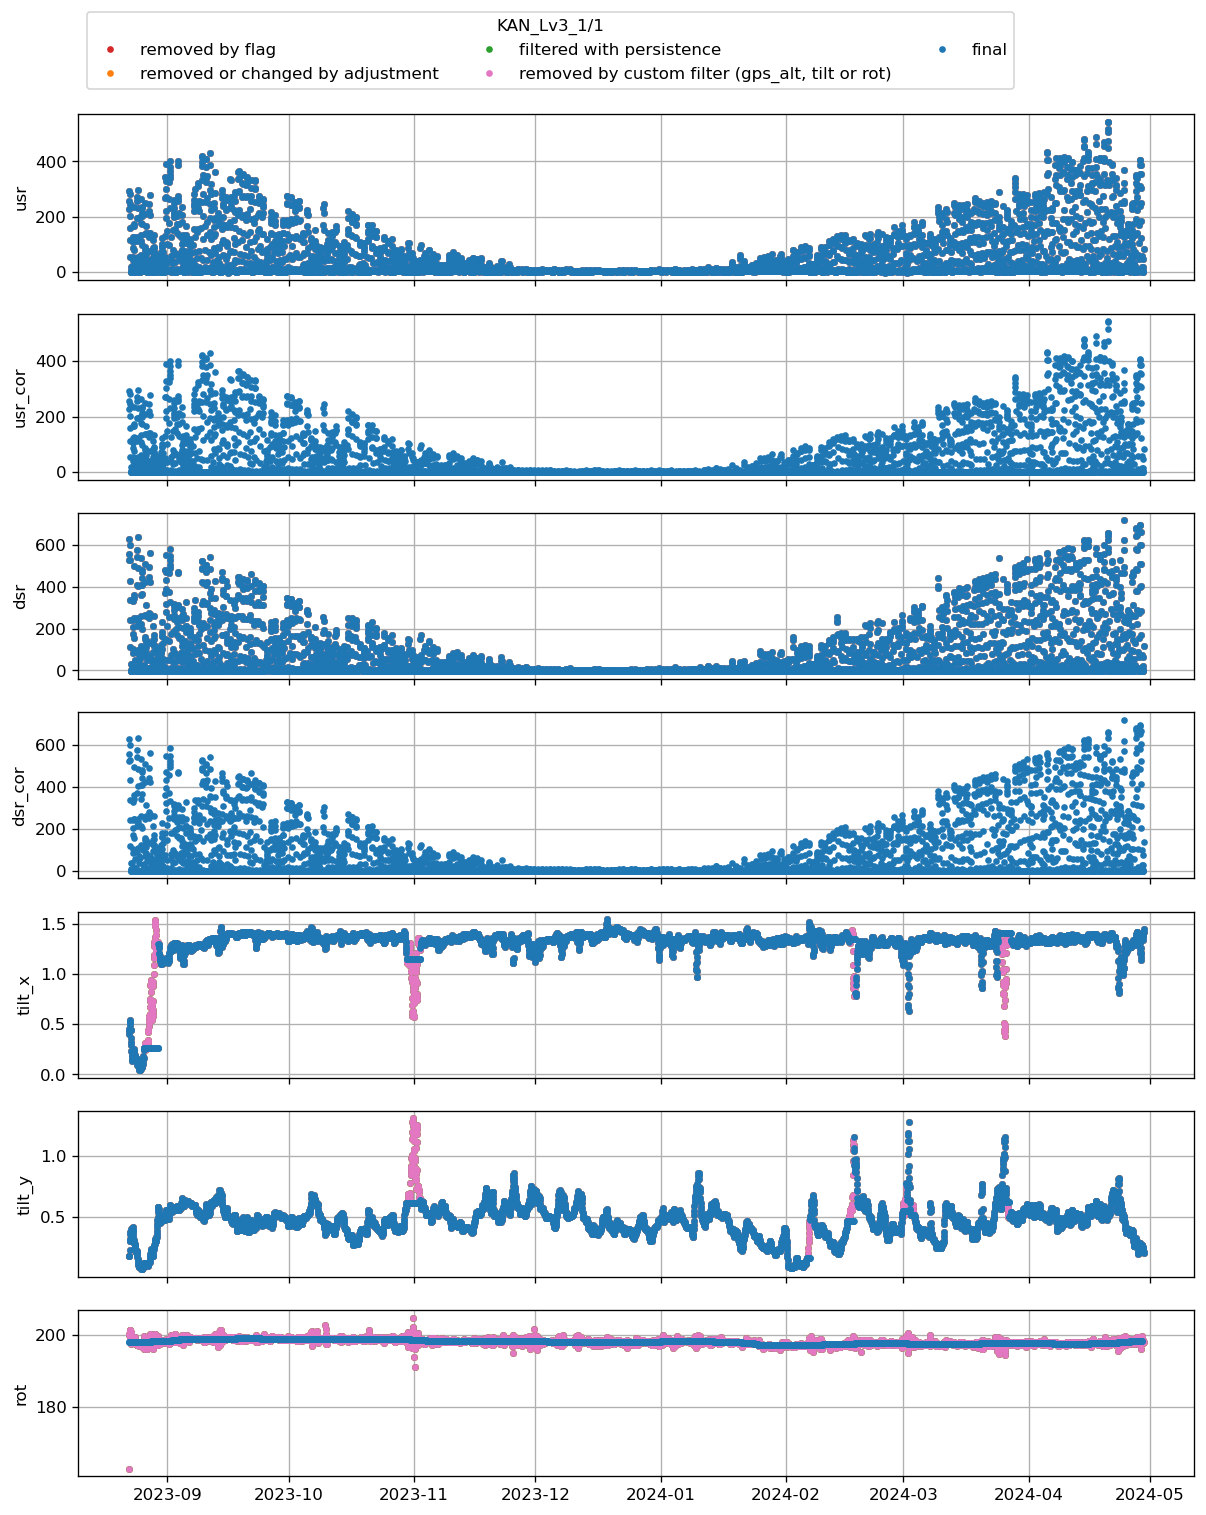 KAN_Lv3_1/1
removed by flag
filtered with persistence
final
removed or changed by adjustment
removed by custom filter (gps_alt, tilt or rot)
usr
400
200
0
usr_cor
400
200
0
dsr
600
400
200
0
dsr_cor
600
400
200
0
tilt_x
1.5
1.0
0.5
0.0
tilt_y
1.0
0.5
rot
200
180
2023-09 2023-10 2023-11 2023-12 2024-01 2024-02 2024-03 2024-04 2024-05